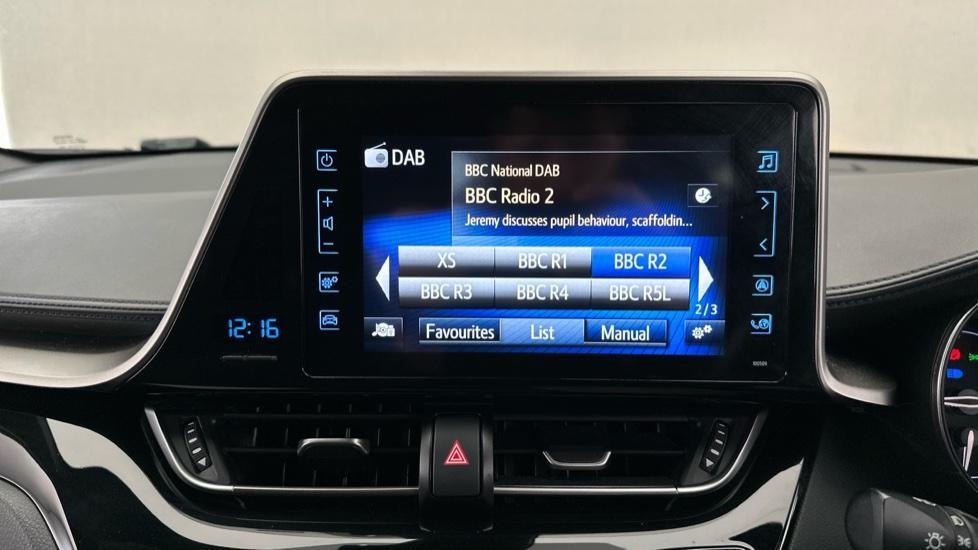 DAB
BBC National DAB
BBC Radio 2
Jeremy discusses pupil behaviour, scaffoldin...
XS BBC R1 BBC R2
BBC R3 BBC R4 BBC R5L
2/3
Favourites List Manual
12:16